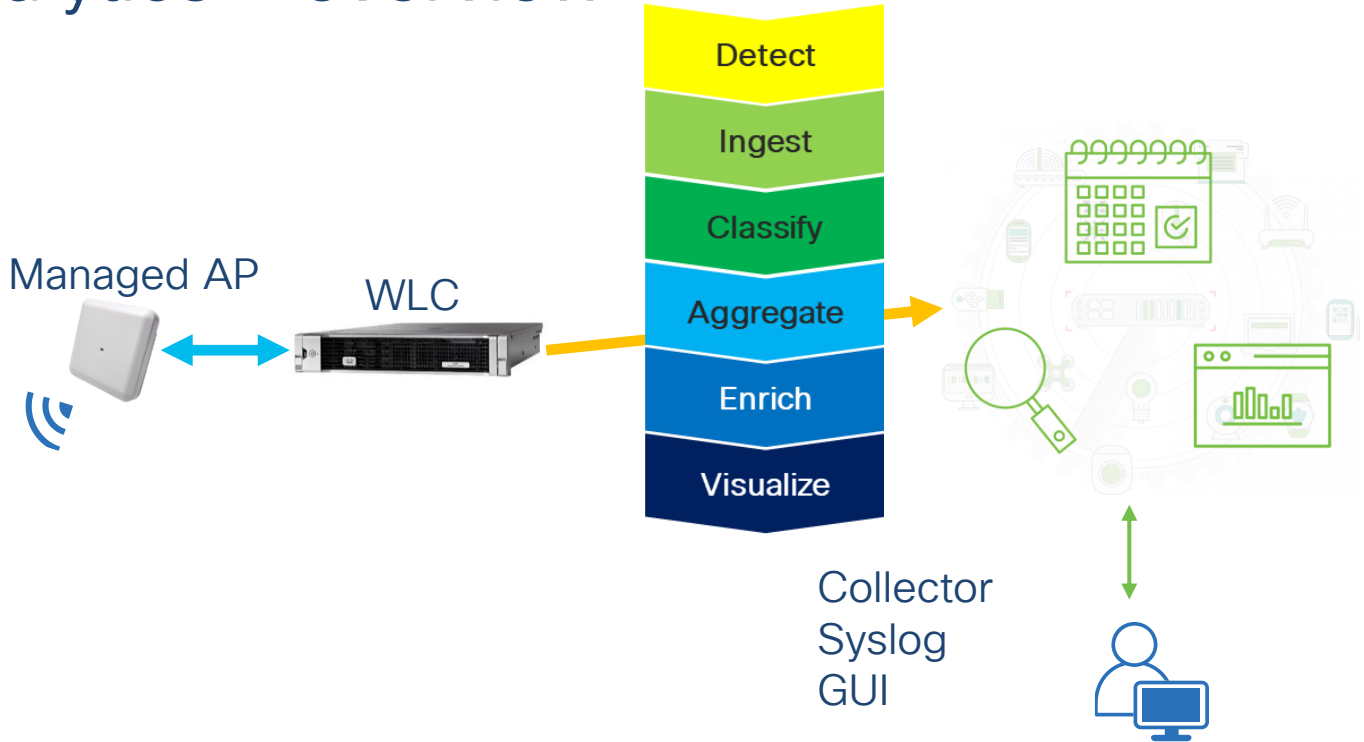 Detect
Ingest
Managed AP
WLC
Classify
Aggregate
Enrich
Visualize
Collector
Syslog
GUI